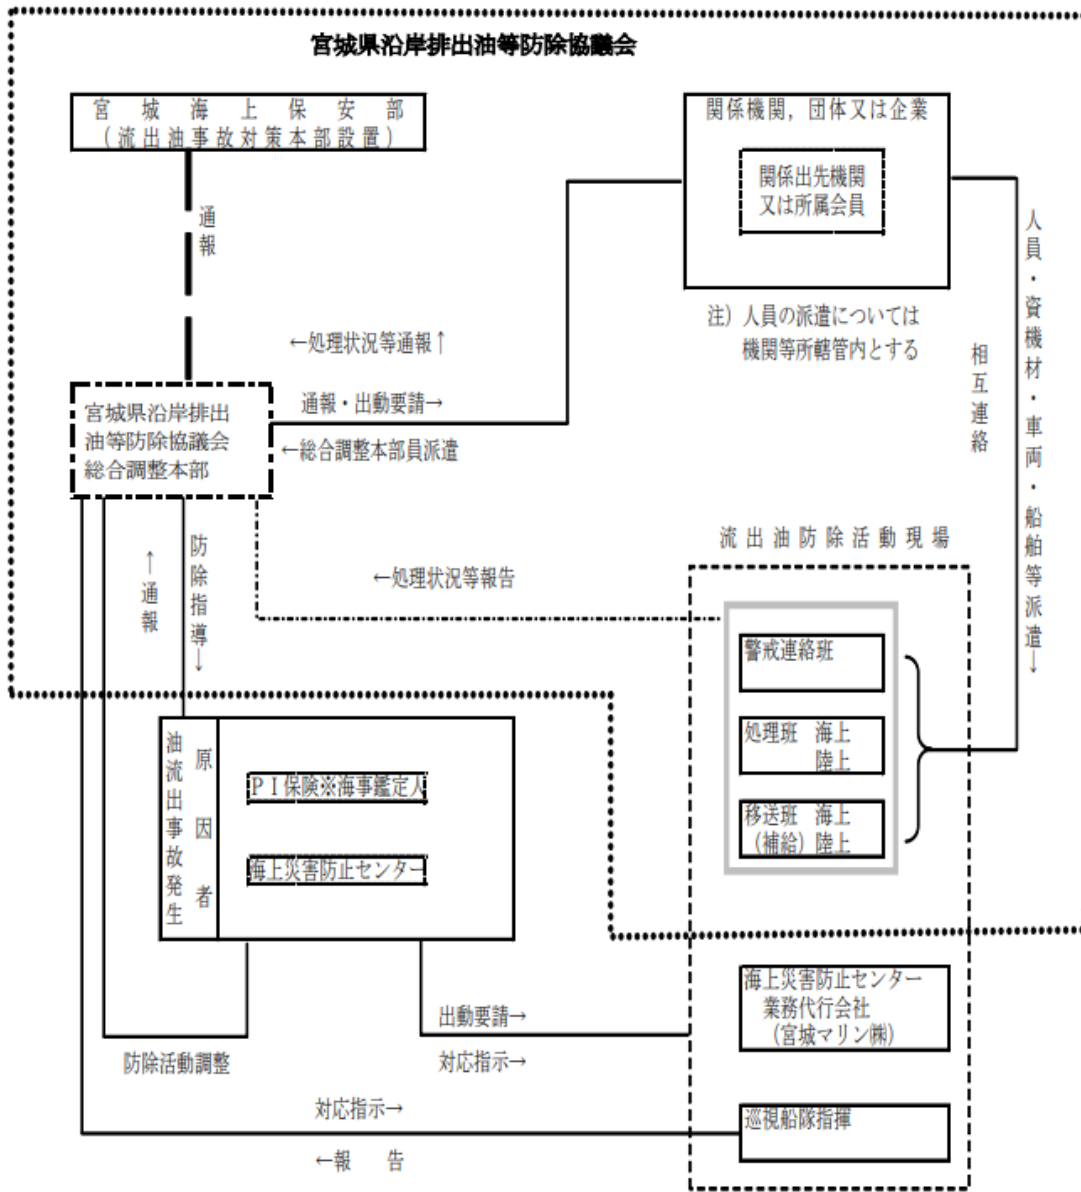 宮城県沿岸排出油等防除協議会
宮城海上保安部
（流出油事故対策本部設置）
関係機関，団体又は企業
関係出先機関
又は所属会員
通報
人員・資機材・車両・船舶等派遣→
注）人員の派遣については
機関等所轄管内とする
相互連絡
←処理状況等通報↑
通報・出動要請→
←総合調整本部員派遣
宮城県沿岸排出
油等防除協議会
総合調整本部
←通報
防除指導→
←処理状況等報告
流出油防除活動現場
警戒連絡班
処理班　海上
陸上
移送班　海上
（補給）陸上
油流出事故発生
原因者
ＰＩ保険※海事鑑定人
海上災害防止センター
海上災害防止センター
業務代行会社
（宮城マリン㈱）
出動要請→
対応指示→
防除活動調整
対応指示→
←報　告
巡視船隊指揮